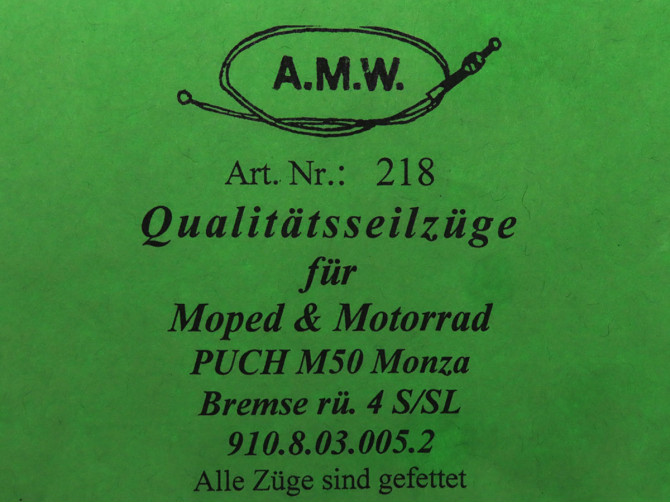 A.M.W.
Art. Nr.: 218
Qualitätsseilzüge
für
Moped & Motorrad
PUCH M50 Monza
Bremse rü. 4 S/SL
910.8.03.005.2
Alle Züge sind gefettet